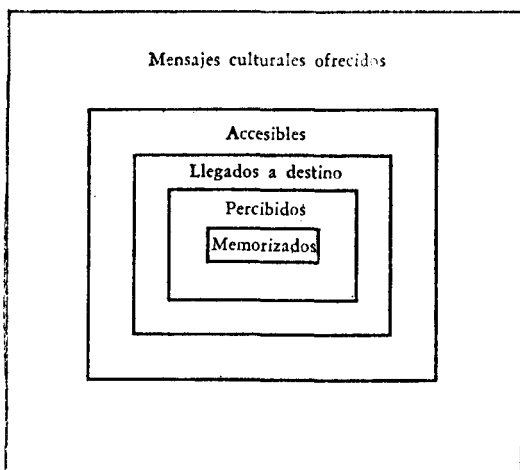 Mensajes culturales ofrecidos
Accesibles
Llegados a destino
Percibidos
Memorizados